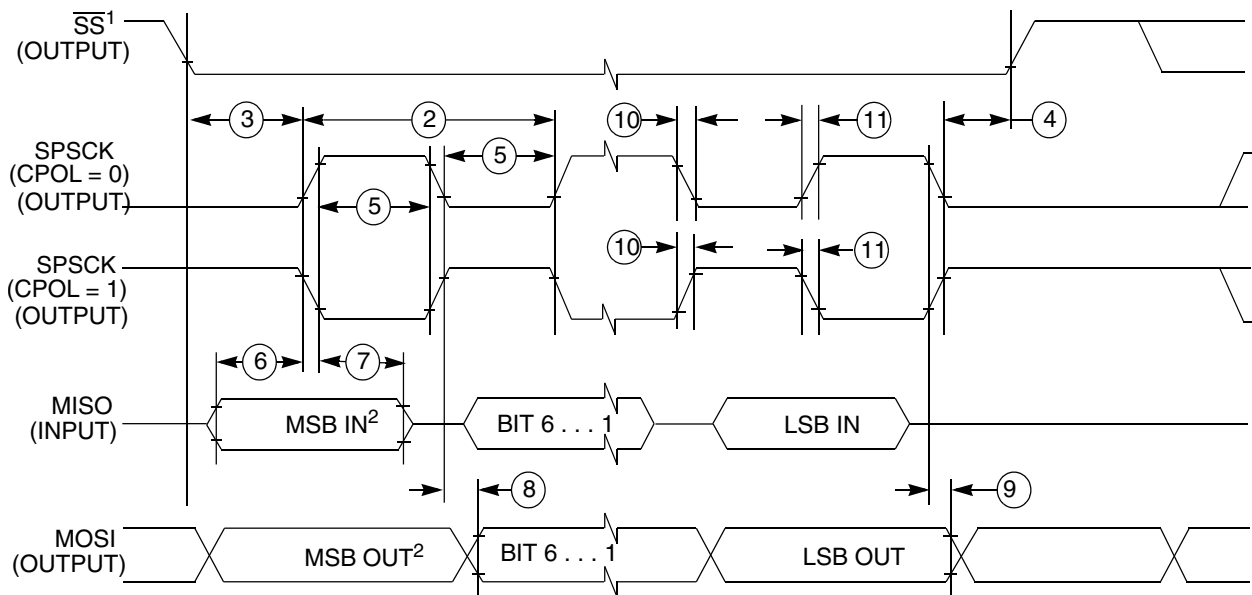 SS¹
(OUTPUT)
3
2
10
11
4
SPSCK
(CPOL = 0)
(OUTPUT)
5
5
SPSCK
(CPOL = 1)
(OUTPUT)
10
11
6
7
MISO
(INPUT)
MSB IN²
BIT 6 . . . 1
LSB IN
8
9
MOSI
(OUTPUT)
MSB OUT²
BIT 6 . . . 1
LSB OUT